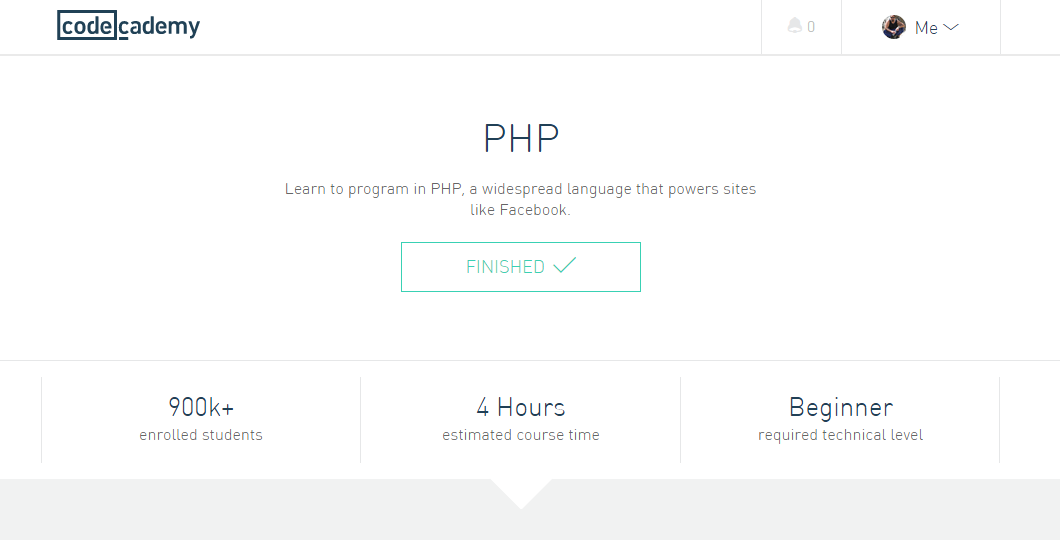 codecademy
0
Me
PHP
Learn to program in PHP, a widespread language that powers sites
like Facebook.
FINISHED
900k+
enrolled students
4 Hours
estimated course time
Beginner
required technical level